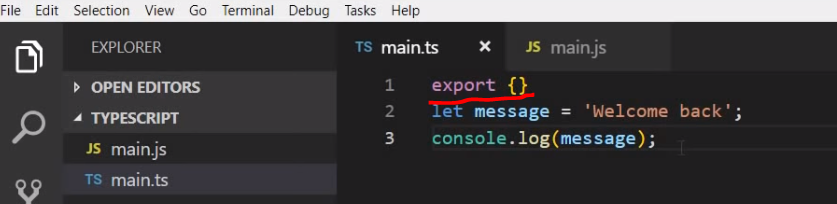 File Edit Selection View Go Terminal Debug Tasks Help
EXPLORER
OPEN EDITORS
TYPESCRIPT
JS main.js
TS main.ts
TS main.ts × JS main.js
1 export {}
2 let message = 'Welcome back';
3 console.log(message);